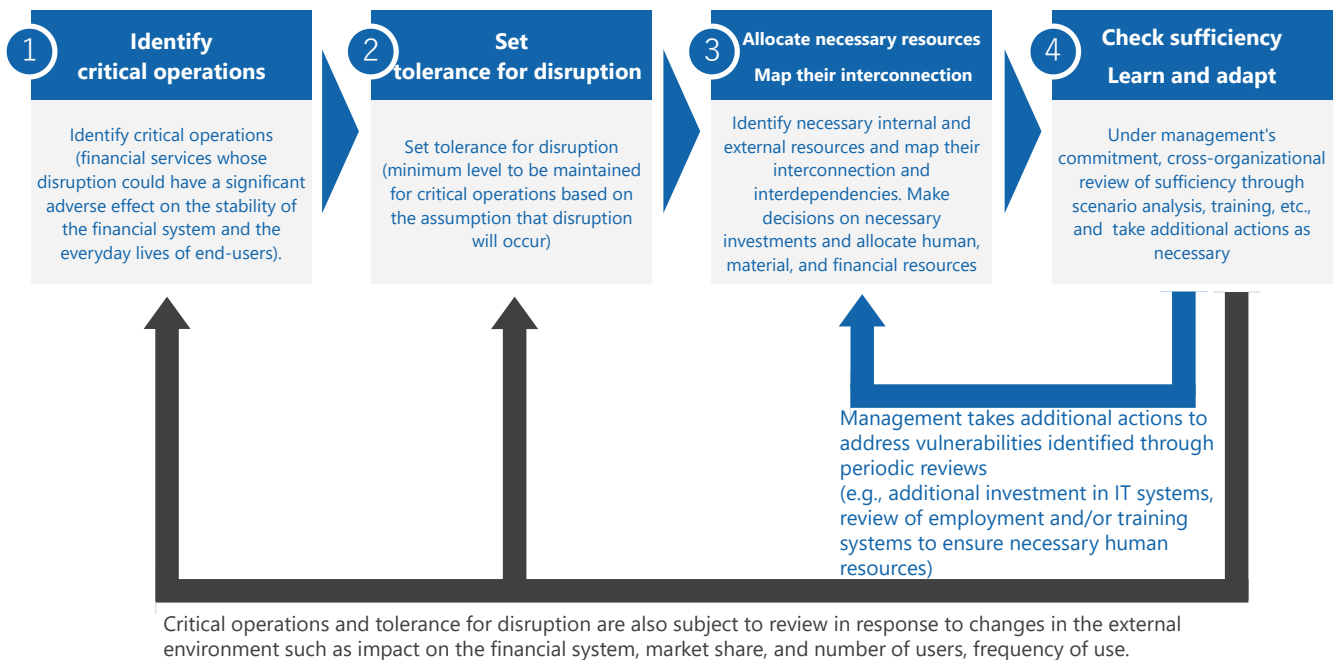 1
Identify
critical operations
Identify critical operations
(financial services whose
disruption could have a significant
adverse effect on the stability of
the financial system and the
everyday lives of end-users).
2
Set
tolerance for disruption
Set tolerance for disruption
(minimum level to be maintained
for critical operations based on
the assumption that disruption
will occur)
3
Allocate necessary resources
Map their interconnection
Identify necessary internal and
external resources and map their
interconnection and
interdependencies. Make
decisions on necessary
investments and allocate human,
material, and financial resources
4
Check sufficiency
Learn and adapt
Under management's
commitment, cross-organizational
review of sufficiency through
scenario analysis, training, etc.,
and take additional actions as
necessary
Management takes additional actions to
address vulnerabilities identified through
periodic reviews
(e.g., additional investment in IT systems,
review of employment and/or training
systems to ensure necessary human
resources)
Critical operations and tolerance for disruption are also subject to review in response to changes in the external
environment such as impact on the financial system, market share, and number of users, frequency of use.